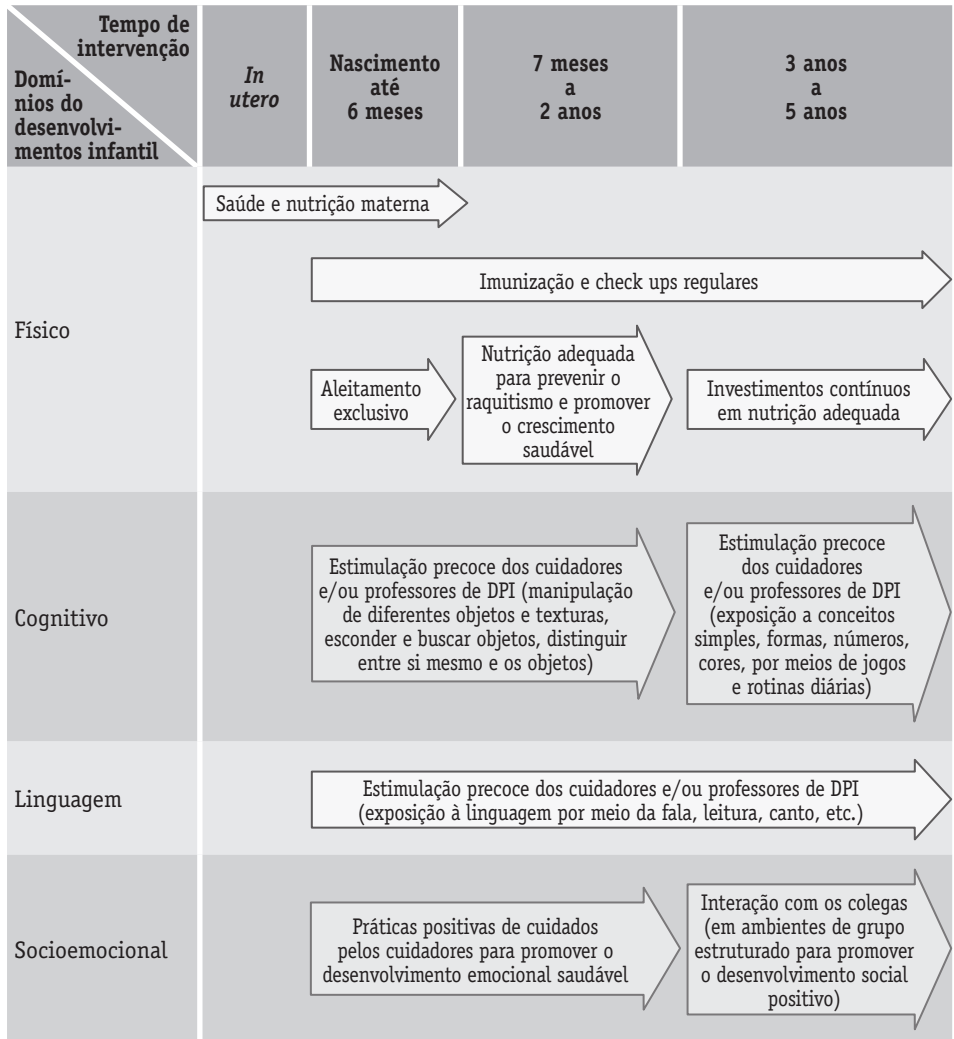 Tempo de
intervenção
Domí-
nios do
desenvolvi-
mentos infantil
In
utero
Nascimento
até
6 meses
7 meses
a
2 anos
3 anos
a
5 anos
Físico
Saúde e nutrição materna
Imunização e check ups regulares
Aleitamento
exclusivo
Nutrição adequada
para prevenir o
raquitismo e promover
o crescimento
saudável
Investimentos contínuos
em nutrição adequada
Cognitivo
Estimulação precoce dos cuidadores
e/ou professores de DPI (manipulação
de diferentes objetos e texturas,
esconder e buscar objetos, distinguir
entre si mesmo e os objetos)
Estimulação precoce
dos cuidadores
e/ou professores de DPI
(exposição a conceitos
simples, formas, números,
cores, por meios de jogos
e rotinas diárias)
Linguagem
Estimulação precoce dos cuidadores e/ou professores de DPI
(exposição à linguagem por meio da fala, leitura, canto, etc.)
Socioemocional
Práticas positivas de cuidados
pelos cuidadores para promover o
desenvolvimento emocional saudável
Interação com os colegas
(em ambientes de grupo
estruturado para promover
o desenvolvimento social
positivo)